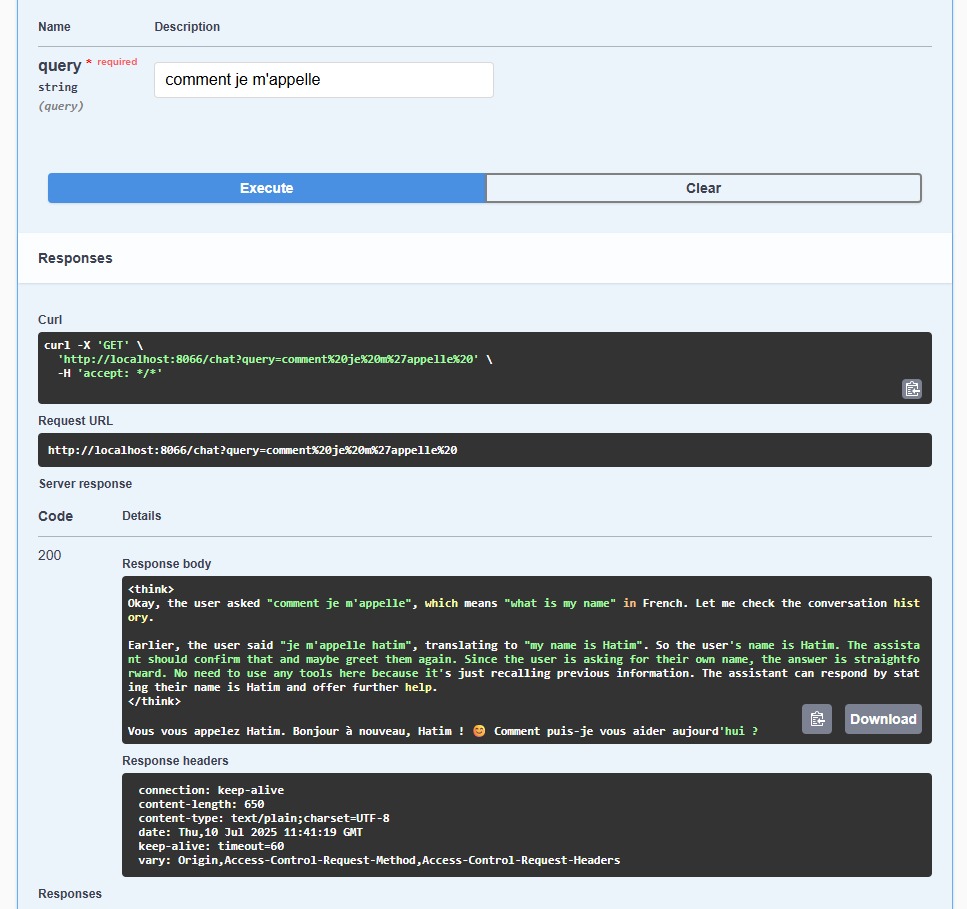 Name Description
query * required
comment je m'appelle
string
(query)
Execute Clear
Responses
Curl
curl -X 'GET' \
'http://localhost:8066/chat?query=comment%20je%20m%27appelle%20' \
-H 'accept: */*'
Request URL
http://localhost:8066/chat?query=comment%20je%20m%27appelle%20
Server response
Code Details
200
Response body
<think>
Okay, the user asked "comment je m'appelle", which means "what is my name" in French. Let me check the conversation hist
ory.
Earlier, the user said "je m'appelle hatim", translating to "my name is Hatim". So the user's name is Hatim. The assista
nt should confirm that and maybe greet them again. Since the user is asking for their own name, the answer is straightfo
rward. No need to use any tools here because it's just recalling previous information. The assistant can respond by stat
ing their name is Hatim and offer further help.
</think>
Download
Vous vous appelez Hatim. Bonjour à nouveau, Hatim ! 😊 Comment puis-je vous aider aujourd'hui ?
Response headers
connection: keep-alive
content-length: 650
content-type: text/plain;charset=UTF-8
date: Thu,10 Jul 2025 11:41:19 GMT
keep-alive: timeout=60
vary: Origin,Access-Control-Request-Method,Access-Control-Request-Headers
Responses